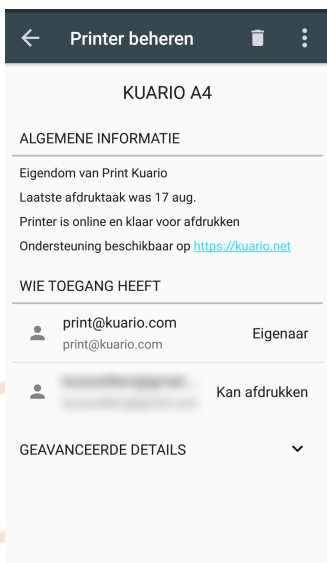 Printer beheren
KUARIO A4
ALGEMENE INFORMATIE
Eigendom van Print Kuario
Laatste afdruktaak was 17 aug.
Printer is online en klaar voor afdrukken
Ondersteuning beschikbaar op https://kuario.net
WIE TOEGANG HEEFT
print@kuario.com
print@kuario.com
Eigenaar
Kan afdrukken
GEAVANCEERDE DETAILS